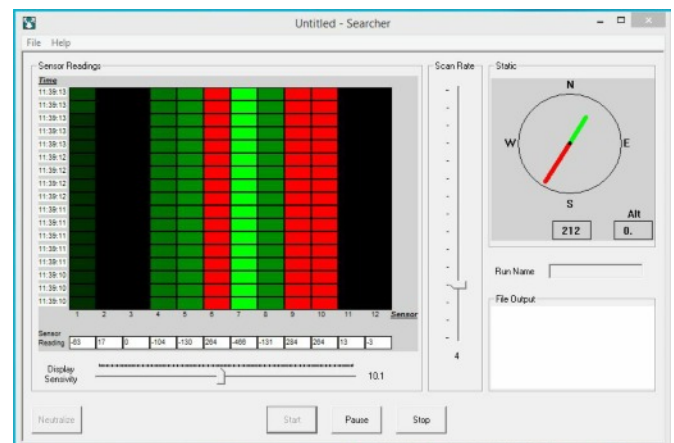 Untitled - Searcher
File Help
Sensor Readings
Time
11:39:13
11:39:13
11:39:13
11:39:13
11:39:13
11:39:12
11:39:12
11:39:12
11:39:12
11:39:11
11:39:11
11:39:11
11:39:11
11:39:11
11:39:10
11:39:10
11:39:10
1 2 3 4 5 6 7 8 9 10 11 12 Sensor
Sensor Reading -83 17 0 -104 -130 264 -466 -131 284 264 13 -3
Display Sensivity 10.1
Scan Rate
4
Static
N
W E
S
Alt
212 0.
Run Name
File Output
Neutralize Start Pause Stop